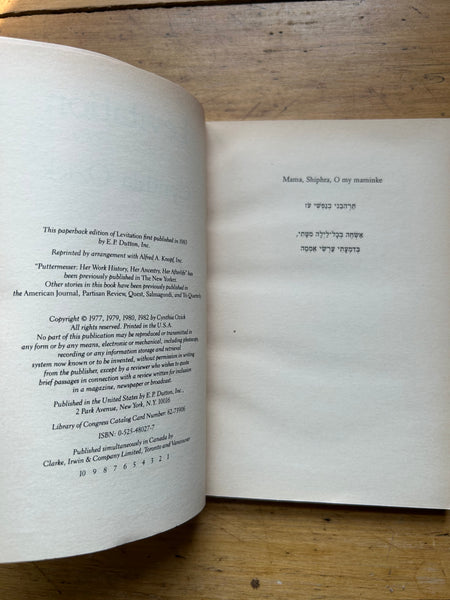 This paperback edition of Levitation first published in 1983
by E.P. Dutton, Inc.
Reprinted by arrangement with Alfred A. Knopf, Inc.
"Puttermesser: Her Work History, Her Ancestry, Her Afterlife" has
been previously published in The New Yorker.
Other stories in this book have been previously published in
the American Journal, Partisan Review, Quest, Salmagundi, and Tri Quarterly.
Copyright © 1977, 1979, 1980, 1982 by Cynthia Ozick
All rights reserved. Printed in the U.S.A.
No part of this publication may be reproduced or transmitted in
any form or by any means, electronic or mechanical, including photocopy,
recording or any information storage and retrieval
system now known or to be invented, without permission in writing
from the publisher, except by a reviewer who wishes to quote
brief passages in connection with a review written for inclusion
in a magazine, newspaper or broadcast.
Published in the United States by E.P. Dutton, Inc.,
2 Park Avenue, New York, N.Y. 10016
Library of Congress Catalog Card Number: 82-71906
ISBN: 0-525-48027-7
Published simultaneously in Canada by
Clarke, Irwin & Company Limited, Toronto and Vancouver
10 9 8 7 6 5 4 3 2 1
Mama, Shiphra, O my maminke
תַּרְהִבֵנִי בְנַפְשִׁי עֹז
אַשְׂחֶה בְכָל־לַיְלָה מִטָּתִי,
בְּדִמְעָתִי עַרְשִׂי אַמְסֶה